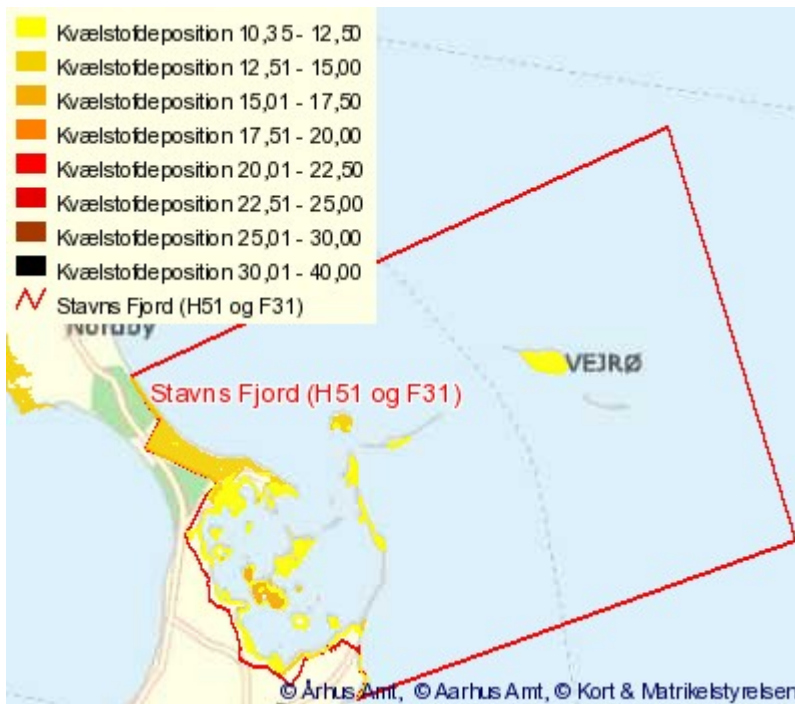 Kvælstofdeposition 10,35 - 12,50
Kvælstofdeposition 12,51 - 15,00
Kvælstofdeposition 15,01 - 17,50
Kvælstofdeposition 17,51 - 20,00
Kvælstofdeposition 20,01 - 22,50
Kvælstofdeposition 22,51 - 25,00
Kvælstofdeposition 25,01 - 30,00
Kvælstofdeposition 30,01 - 40,00
Stavns Fjord (H51 og F31)
Nordby
VEJRØ
Stavns Fjord (H51 og F31)
© Århus Amt, © Aarhus Amt, © Kort & Matrikelstyrelsen